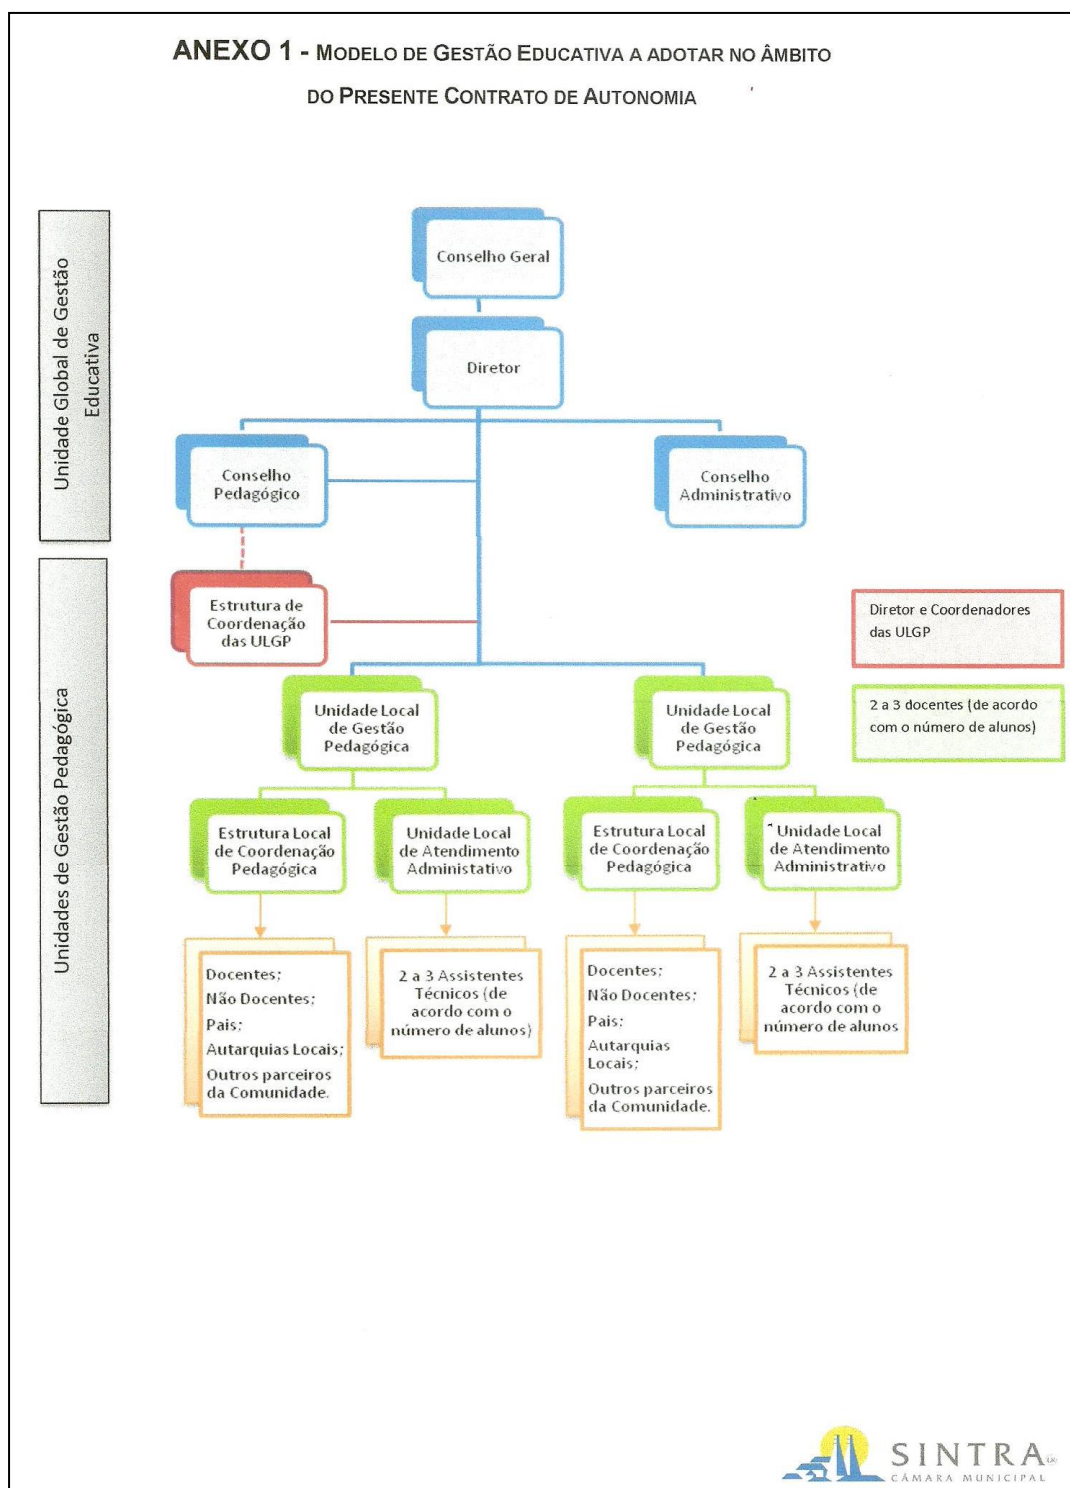 ANEXO 1 - MODELO DE GESTÃO EDUCATIVA A ADOTAR NO ÂMBITO
DO PRESENTE CONTRATO DE AUTONOMIA
Unidade Global de Gestão
Educativa
Conselho Geral
Diretor
Conselho
Pedagógico
Conselho
Administrativo
Unidades de Gestão Pedagógica
Estrutura de
Coordenação
das ULGP
Diretor e Coordenadores
das ULGP
2 a 3 docentes (de acordo
com o número de alunos)
Unidade Local
de Gestão
Pedagógica
Unidade Local
de Gestão
Pedagógica
Estrutura Local
de Coordenação
Pedagógica
Unidade Local
de Atendimento
Administativo
Estrutura Local
de Coordenação
Pedagógica
Unidade Local
de Atendimento
Administrativo
Docentes;
Não Docentes;
Pais;
Autarquias Locais;
Outros parceiros
da Comunidade.
2 a 3 Assistentes
Técnicos (de
acordo com o
número de alunos)
Docentes;
Não Docentes;
Pais;
Autarquias
Locais;
Outros parceiros
da Comunidade.
2 a 3 Assistentes
Técnicos (de
acordo com o
número de alunos
SINTRA
CÂMARA MUNICIPAL